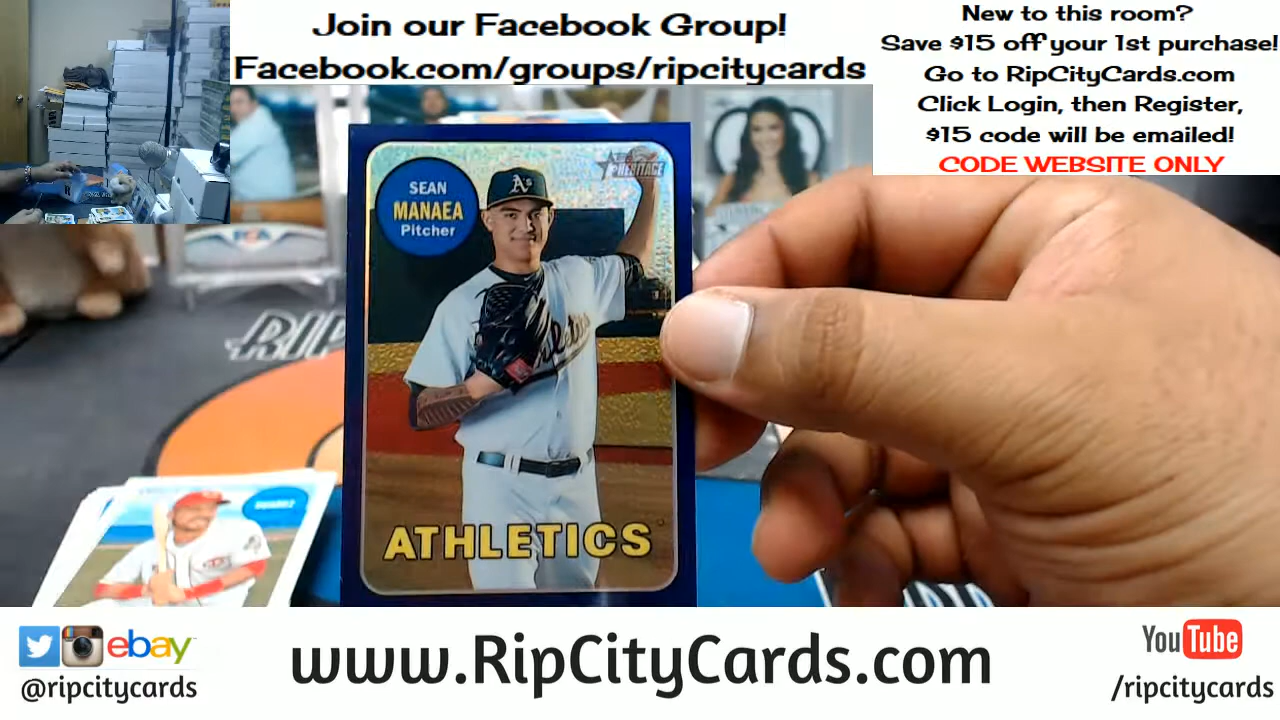 Join our Facebook Group!
Facebook.com/groups/ripcitycards
New to this room?
Save $15 off your 1st purchase!
Go to RipCityCards.com
Click Login, then Register,
$15 code will be emailed!
CODE WEBSITE ONLY
HERITAGE
SEAN
MANAEA
Pitcher
A's
RIP
ATHLETICS
SUAREZ
ebay
@ripcitycards
www.RipCityCards.com
YouTube
/ripcitycards